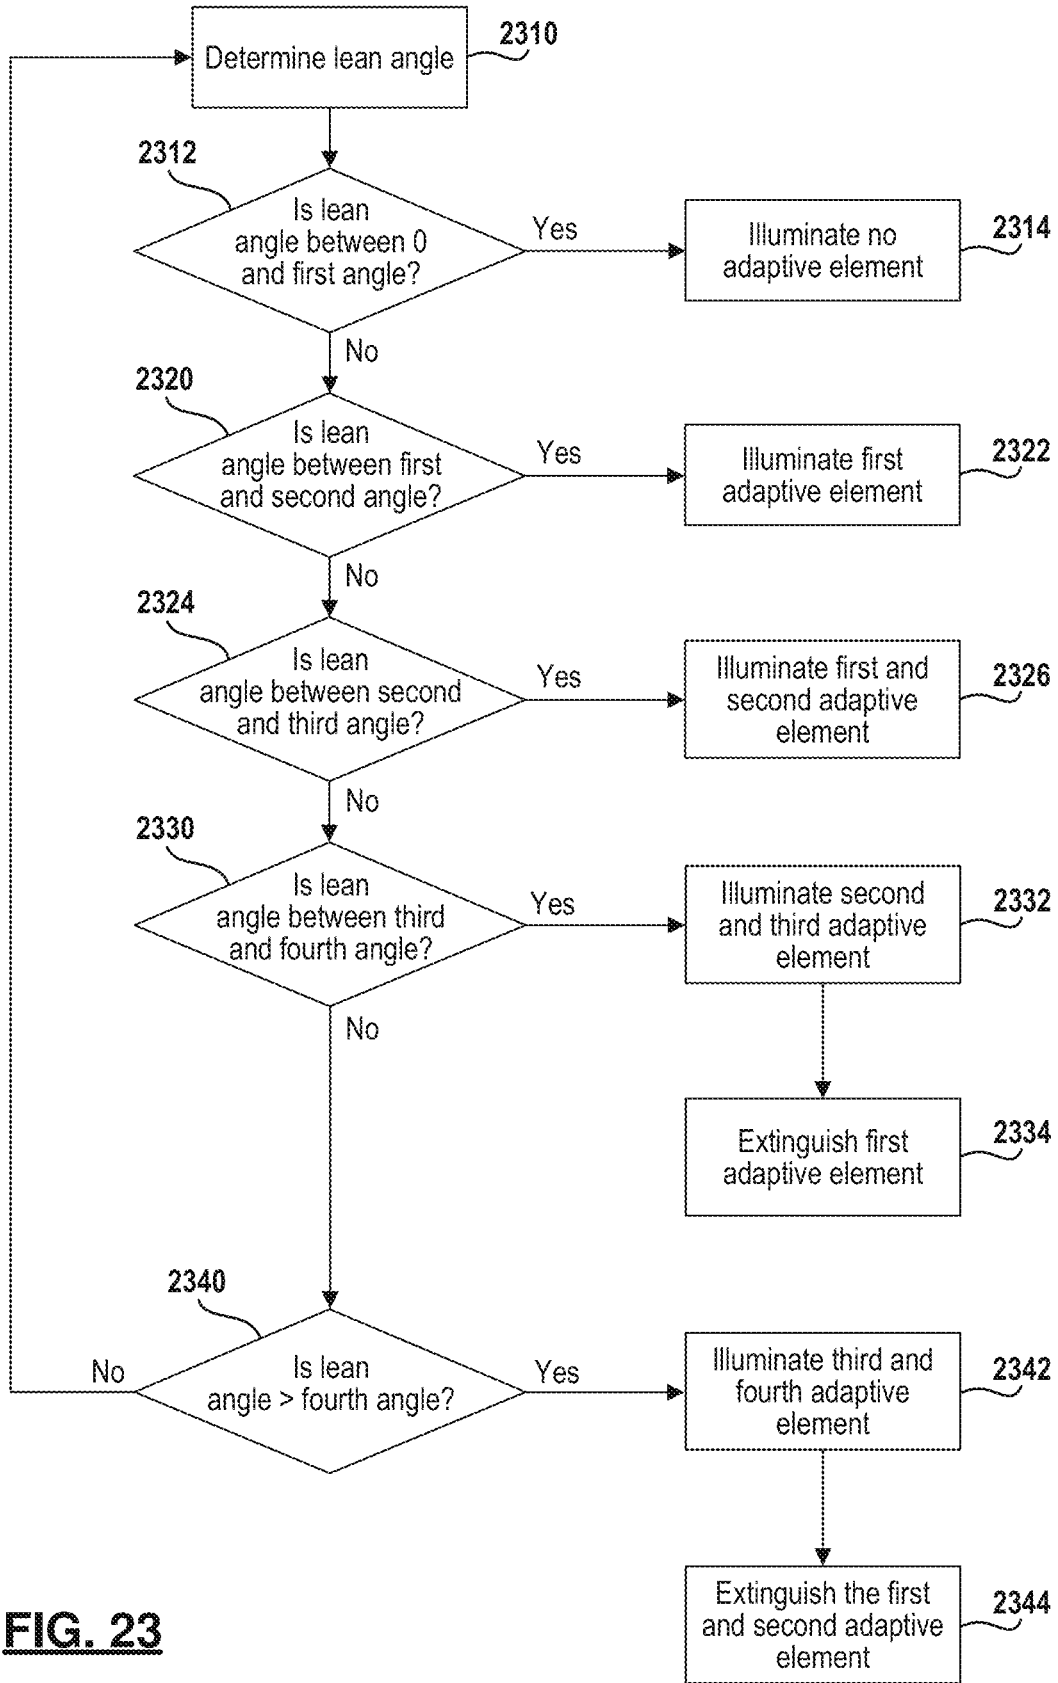 Determine lean angle
2310
2312
Is lean
angle between 0
and first angle?
Yes
Illuminate no
adaptive element
2314
No
2320
Is lean
angle between first
and second angle?
Yes
Illuminate first
adaptive element
2322
No
2324
Is lean
angle between second
and third angle?
Yes
Illuminate first and
second adaptive
element
2326
No
2330
Is lean
angle between third
and fourth angle?
Yes
Illuminate second
and third adaptive
element
2332
No
Extinguish first
adaptive element
2334
2340
No
Is lean
angle > fourth angle?
Yes
Illuminate third and
fourth adaptive
element
2342
Extinguish the first
and second adaptive
element
2344
FIG. 23